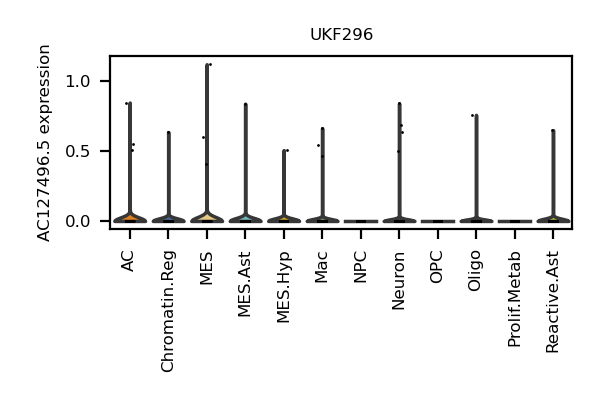 UKF296
AC127496.5 expression
1.0
0.5
0.0
AC
Chromatin.Reg
MES
MES.Ast
MES.Hyp
Mac
NPC
Neuron
OPC
Oligo
Prolif.Metab
Reactive.Ast